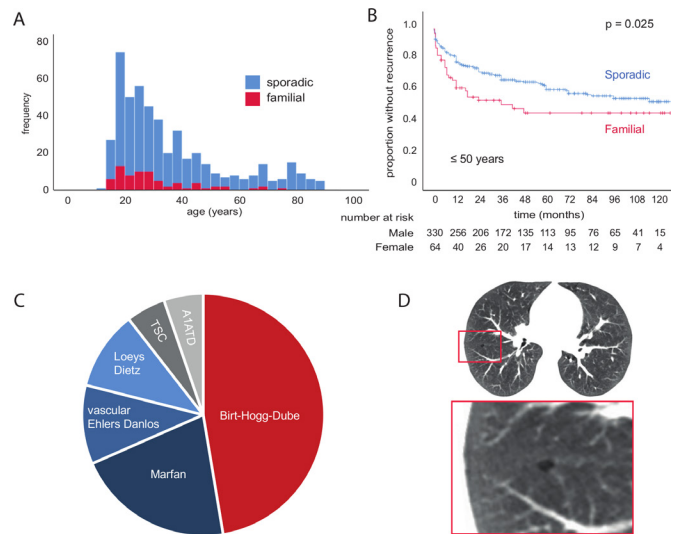 A
80
60
40
20
0
frequency
sporadic
familial
0 20 40 60 80 100
age (years)
B
p = 0.025
1.0
0.8
0.6
0.4
0.2
0
proportion without recurrence
Sporadic
Familial
≤ 50 years
0 12 24 36 48 60 72 84 96 108 120
time (months)
number at risk
Male 330 256 206 172 135 113 95 76 65 41 15
Female 64 40 26 20 17 14 13 12 9 7 4
C
A1ATD
TSC
Loeys
Dietz
vascular
Ehlers Danlos
Marfan
Birt-Hogg-Dube
D